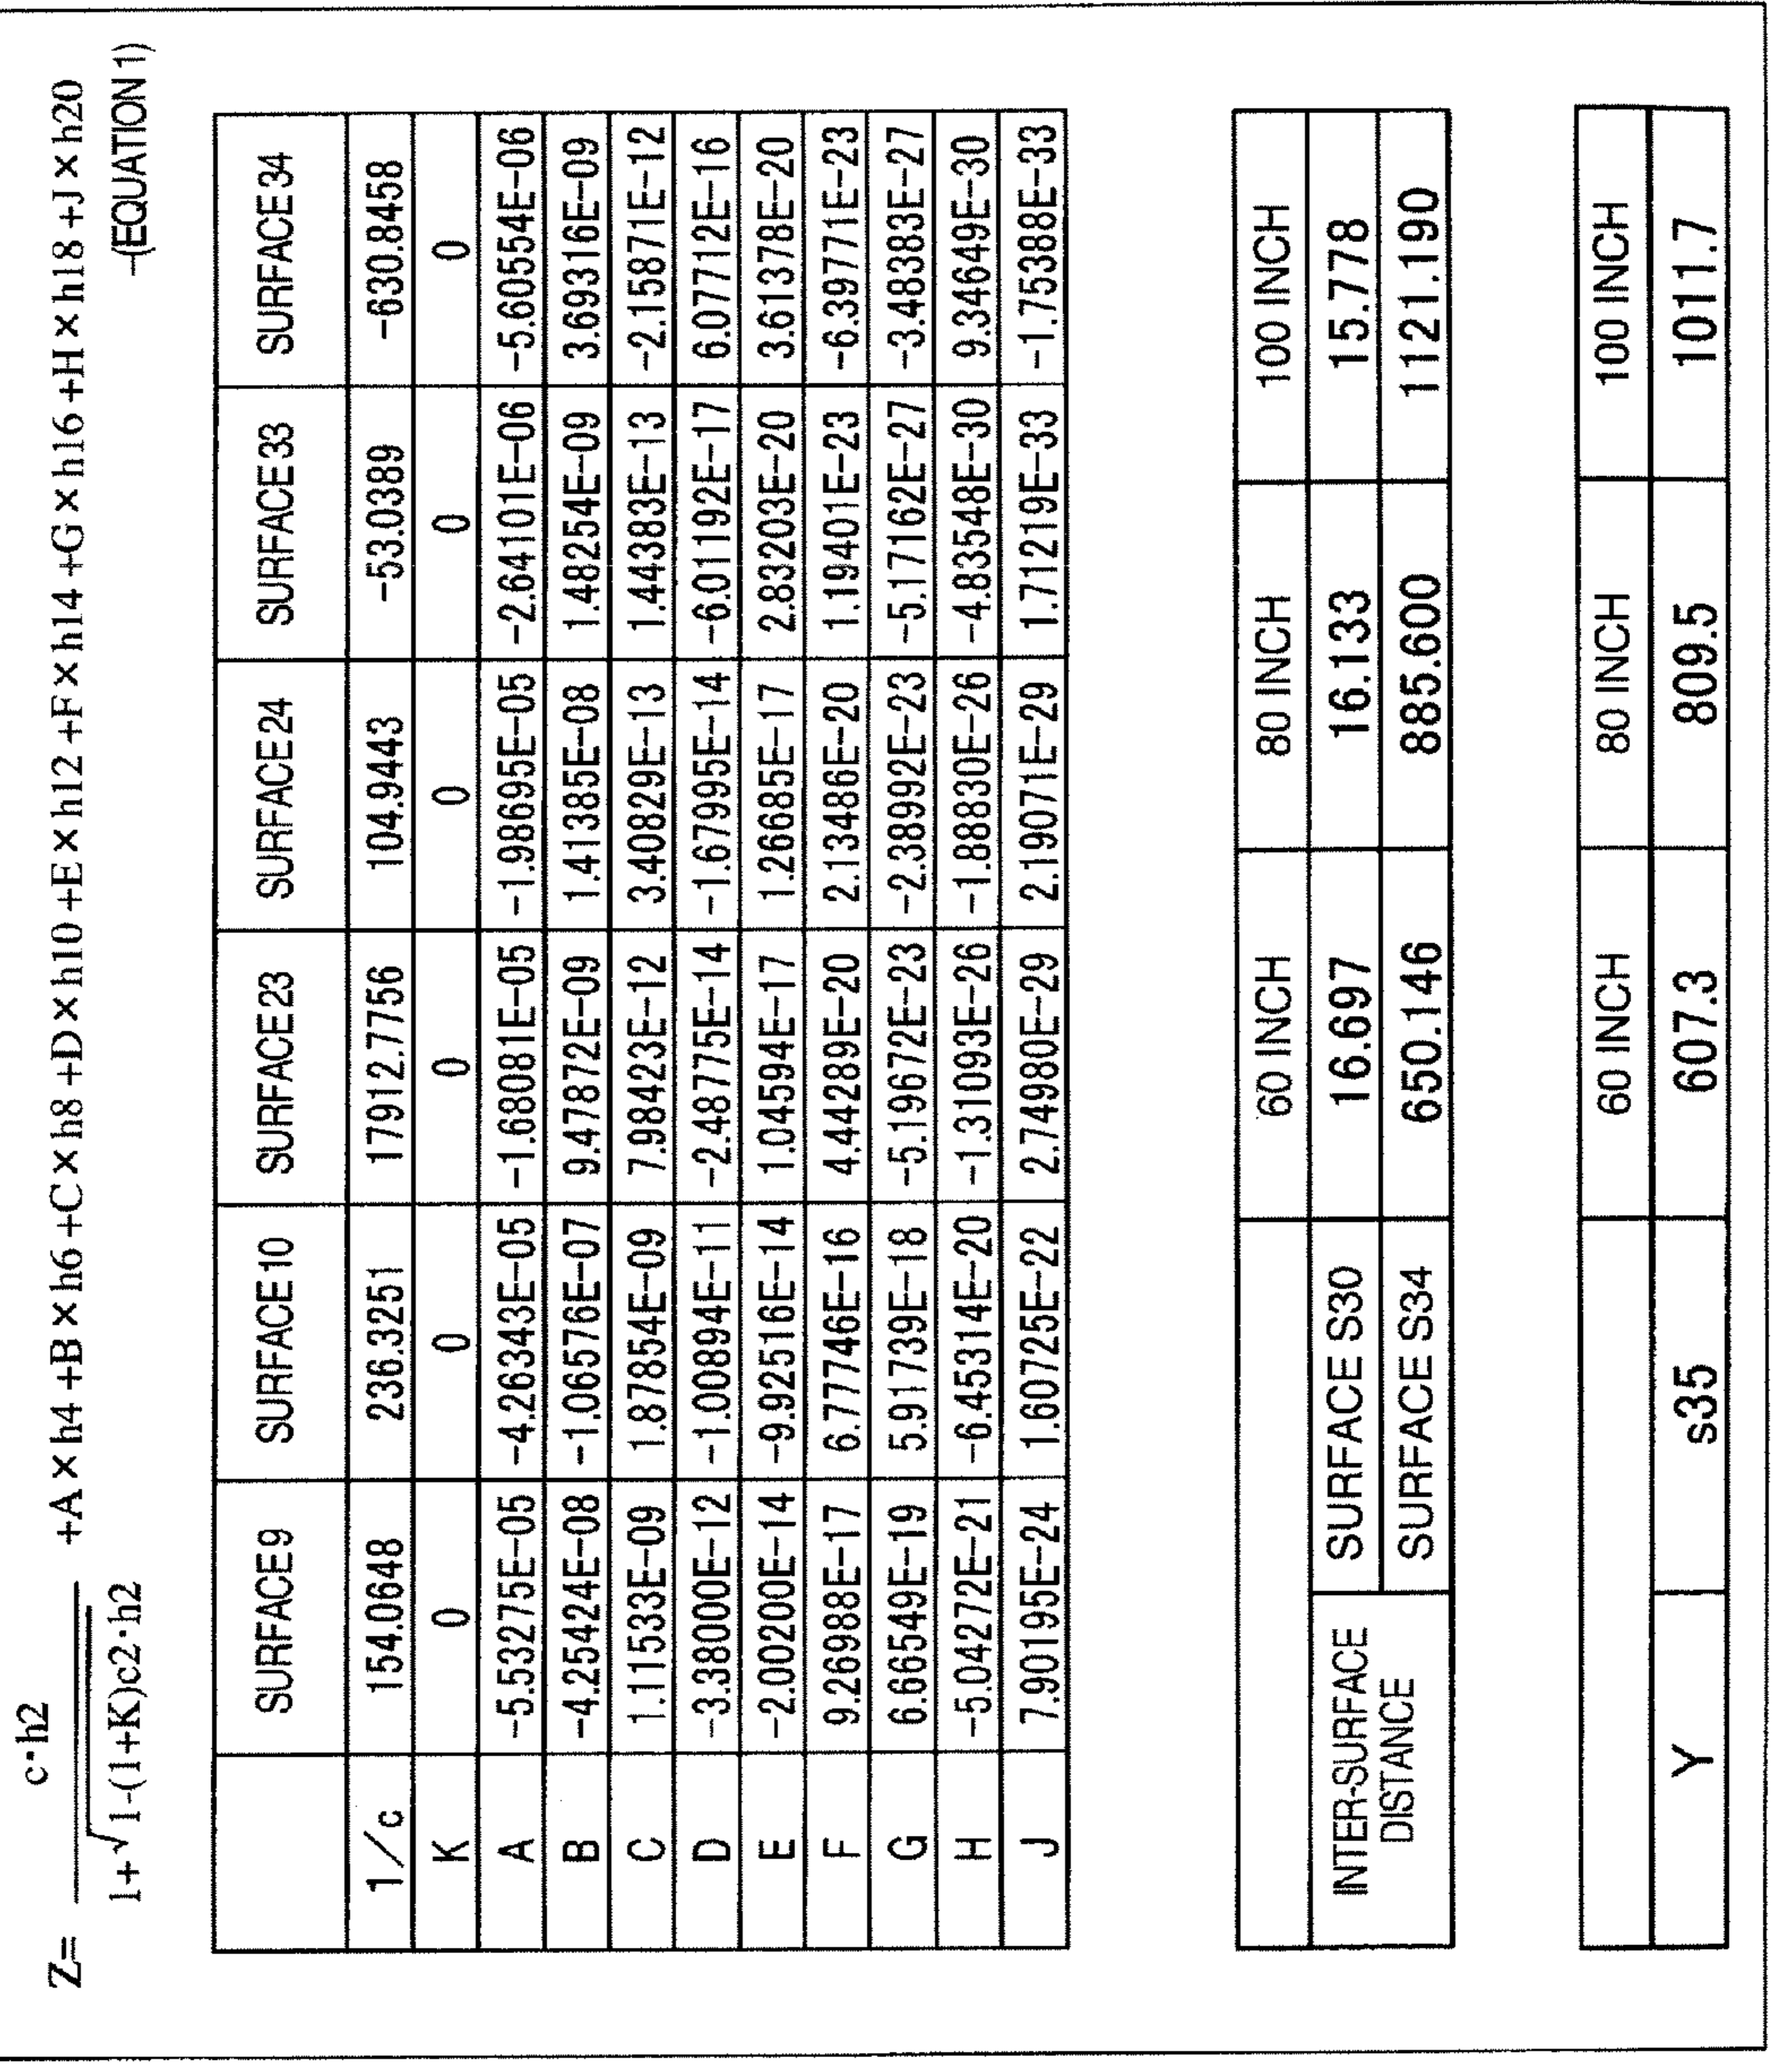 c·h2
Z= +A×h4 +B×h6 +C×h8 +D×h10 +E×h12 +F×h14 +G×h16 +H×h18 +J×h20
1+√1-(1+K)c2·h2 —(EQUATION 1)
SURFACE9 SURFACE10 SURFACE23 SURFACE24 SURFACE33 SURFACE34
1/c 154.0648 236.3251 17912.7756 104.9443 −53.0389 −630.8458
K 0 0 0 0 0 0
A −5.53275E−05 −4.26343E−05 −1.68081E−05 −1.98695E−05 −2.64101E−06 −5.60554E−06
B −4.25424E−08 −1.06576E−07 9.47872E−09 1.41385E−08 1.48254E−09 3.69316E−09
C 1.11533E−09 1.87854E−09 7.98423E−12 3.40829E−13 1.44383E−13 −2.15871E−12
D −3.38000E−12 −1.00894E−11 −2.48775E−14 −1.67995E−14 −6.01192E−17 6.07712E−16
E −2.00200E−14 −9.92516E−14 1.04594E−17 1.26685E−17 2.83203E−20 3.61378E−20
F 9.26988E−17 6.77746E−16 4.44289E−20 2.13486E−20 1.19401E−23 −6.39771E−23
G 6.66549E−19 5.91739E−18 −5.19672E−23 −2.38992E−23 −5.17162E−27 −3.48383E−27
H −5.04272E−21 −6.45314E−20 −1.31093E−26 −1.88830E−26 −4.83548E−30 9.34649E−30
J 7.90195E−24 1.60725E−22 2.74980E−29 2.19071E−29 1.71219E−33 −1.75388E−33
60 INCH 80 INCH 100 INCH
INTER-SURFACE DISTANCE SURFACE S30 16.697 16.133 15.778
SURFACE S34 650.146 885.600 1121.190
60 INCH 80 INCH 100 INCH
Y s35 607.3 809.5 1011.7